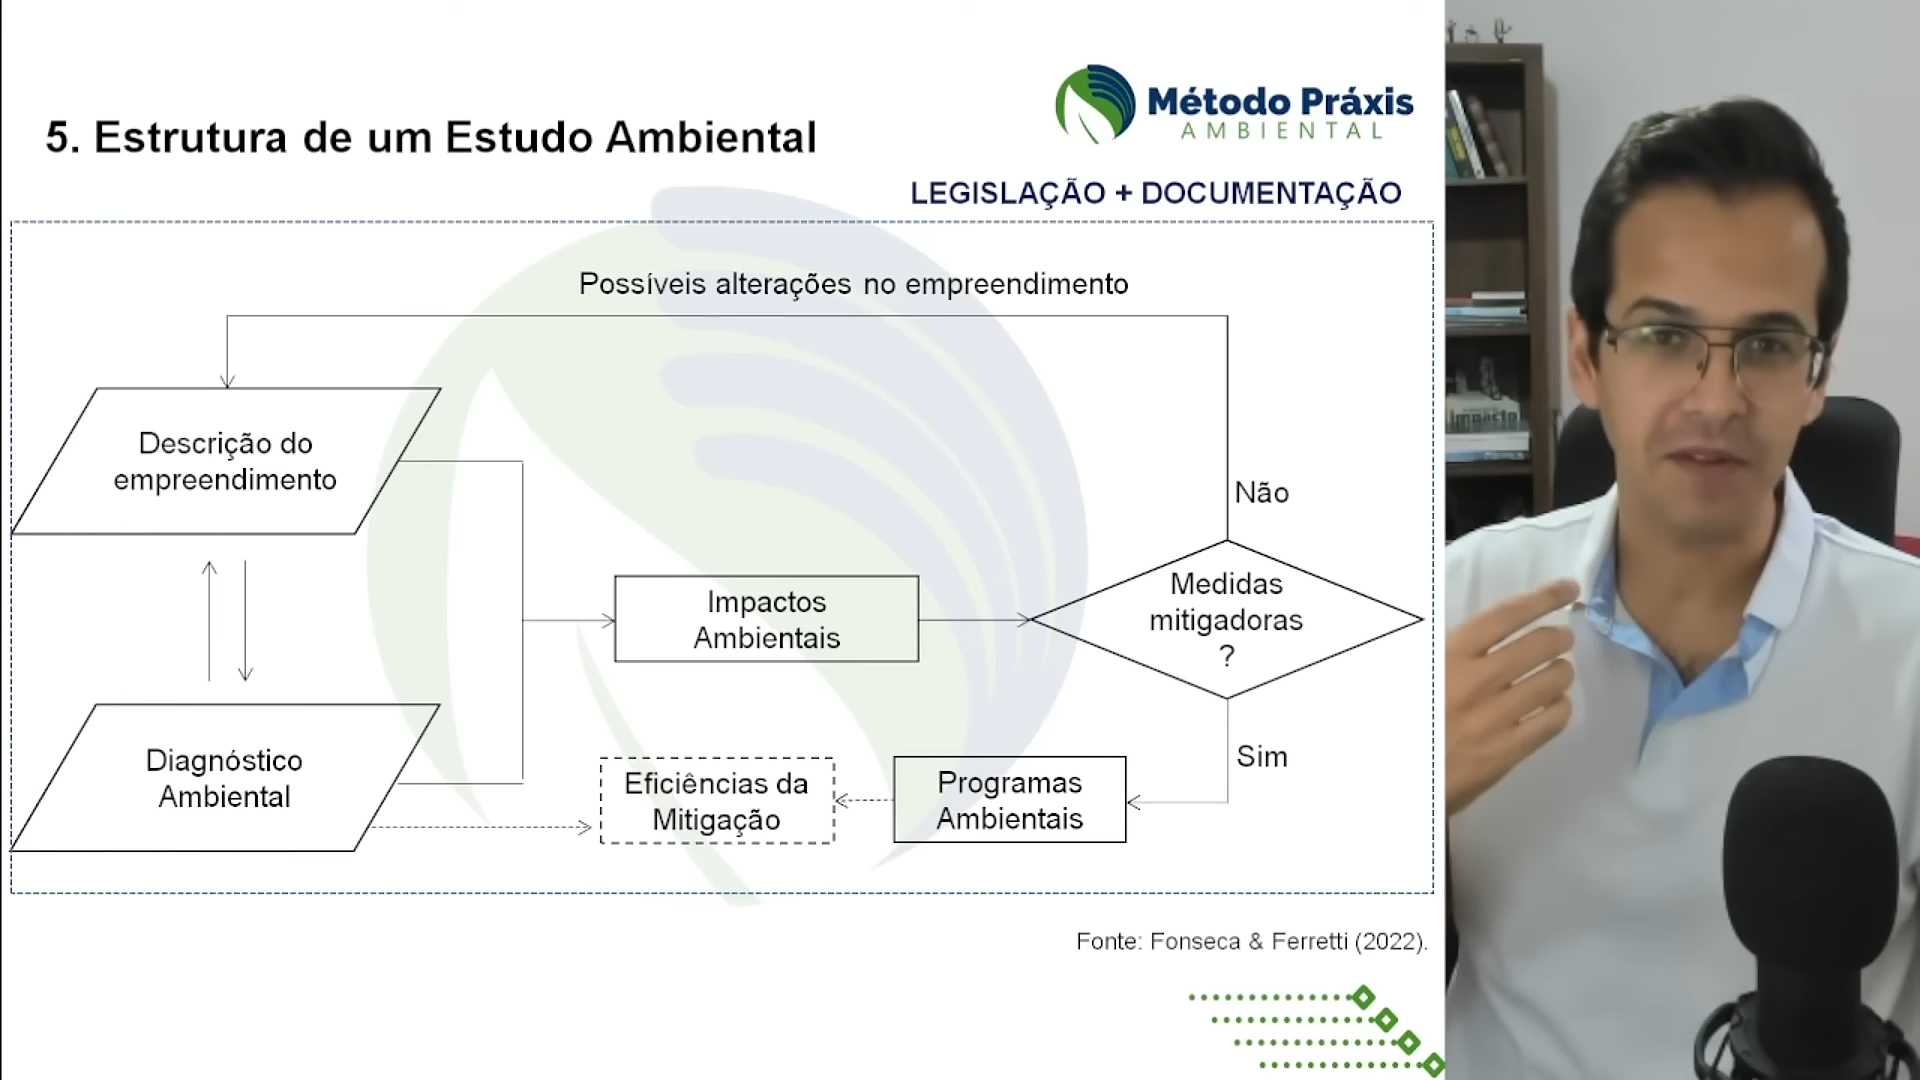 5. Estrutura de um Estudo Ambiental
Método Práxis
AMBIENTAL
LEGISLAÇÃO + DOCUMENTAÇÃO
Possíveis alterações no empreendimento
Descrição do
empreendimento
Não
Impactos
Ambientais
Medidas
mitigadoras
?
Diagnóstico
Ambiental
Eficiências da
Mitigação
Programas
Ambientais
Sim
Fonte: Fonseca & Ferretti (2022).
Impacto